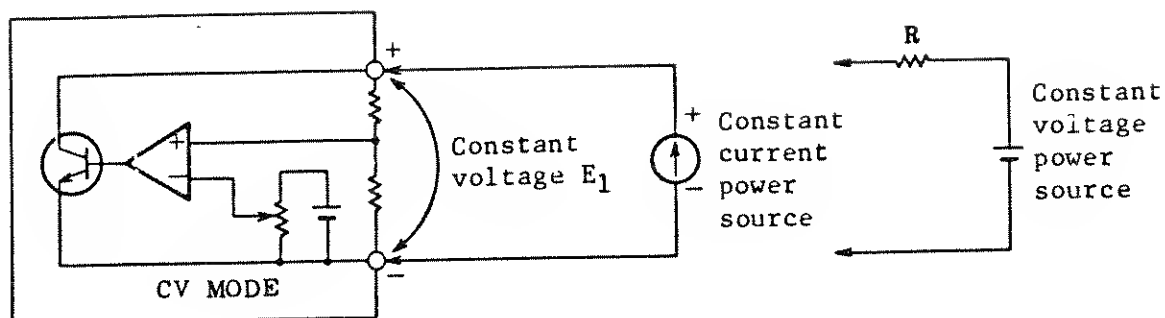 +
Constant
voltage E1
−
CV MODE
+
−
+
−
Constant
current
power
source
R
Constant
voltage
power
source